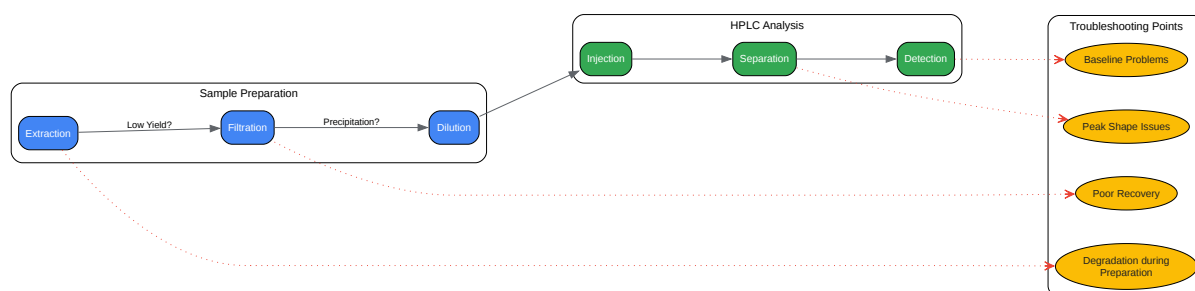 HPLC Analysis
Injection
Separation
Detection
Troubleshooting Points
Baseline Problems
Sample Preparation
Extraction
Low Yield?
Filtration
Precipitation?
Dilution
Peak Shape Issues
Poor Recovery
Degradation during
Preparation